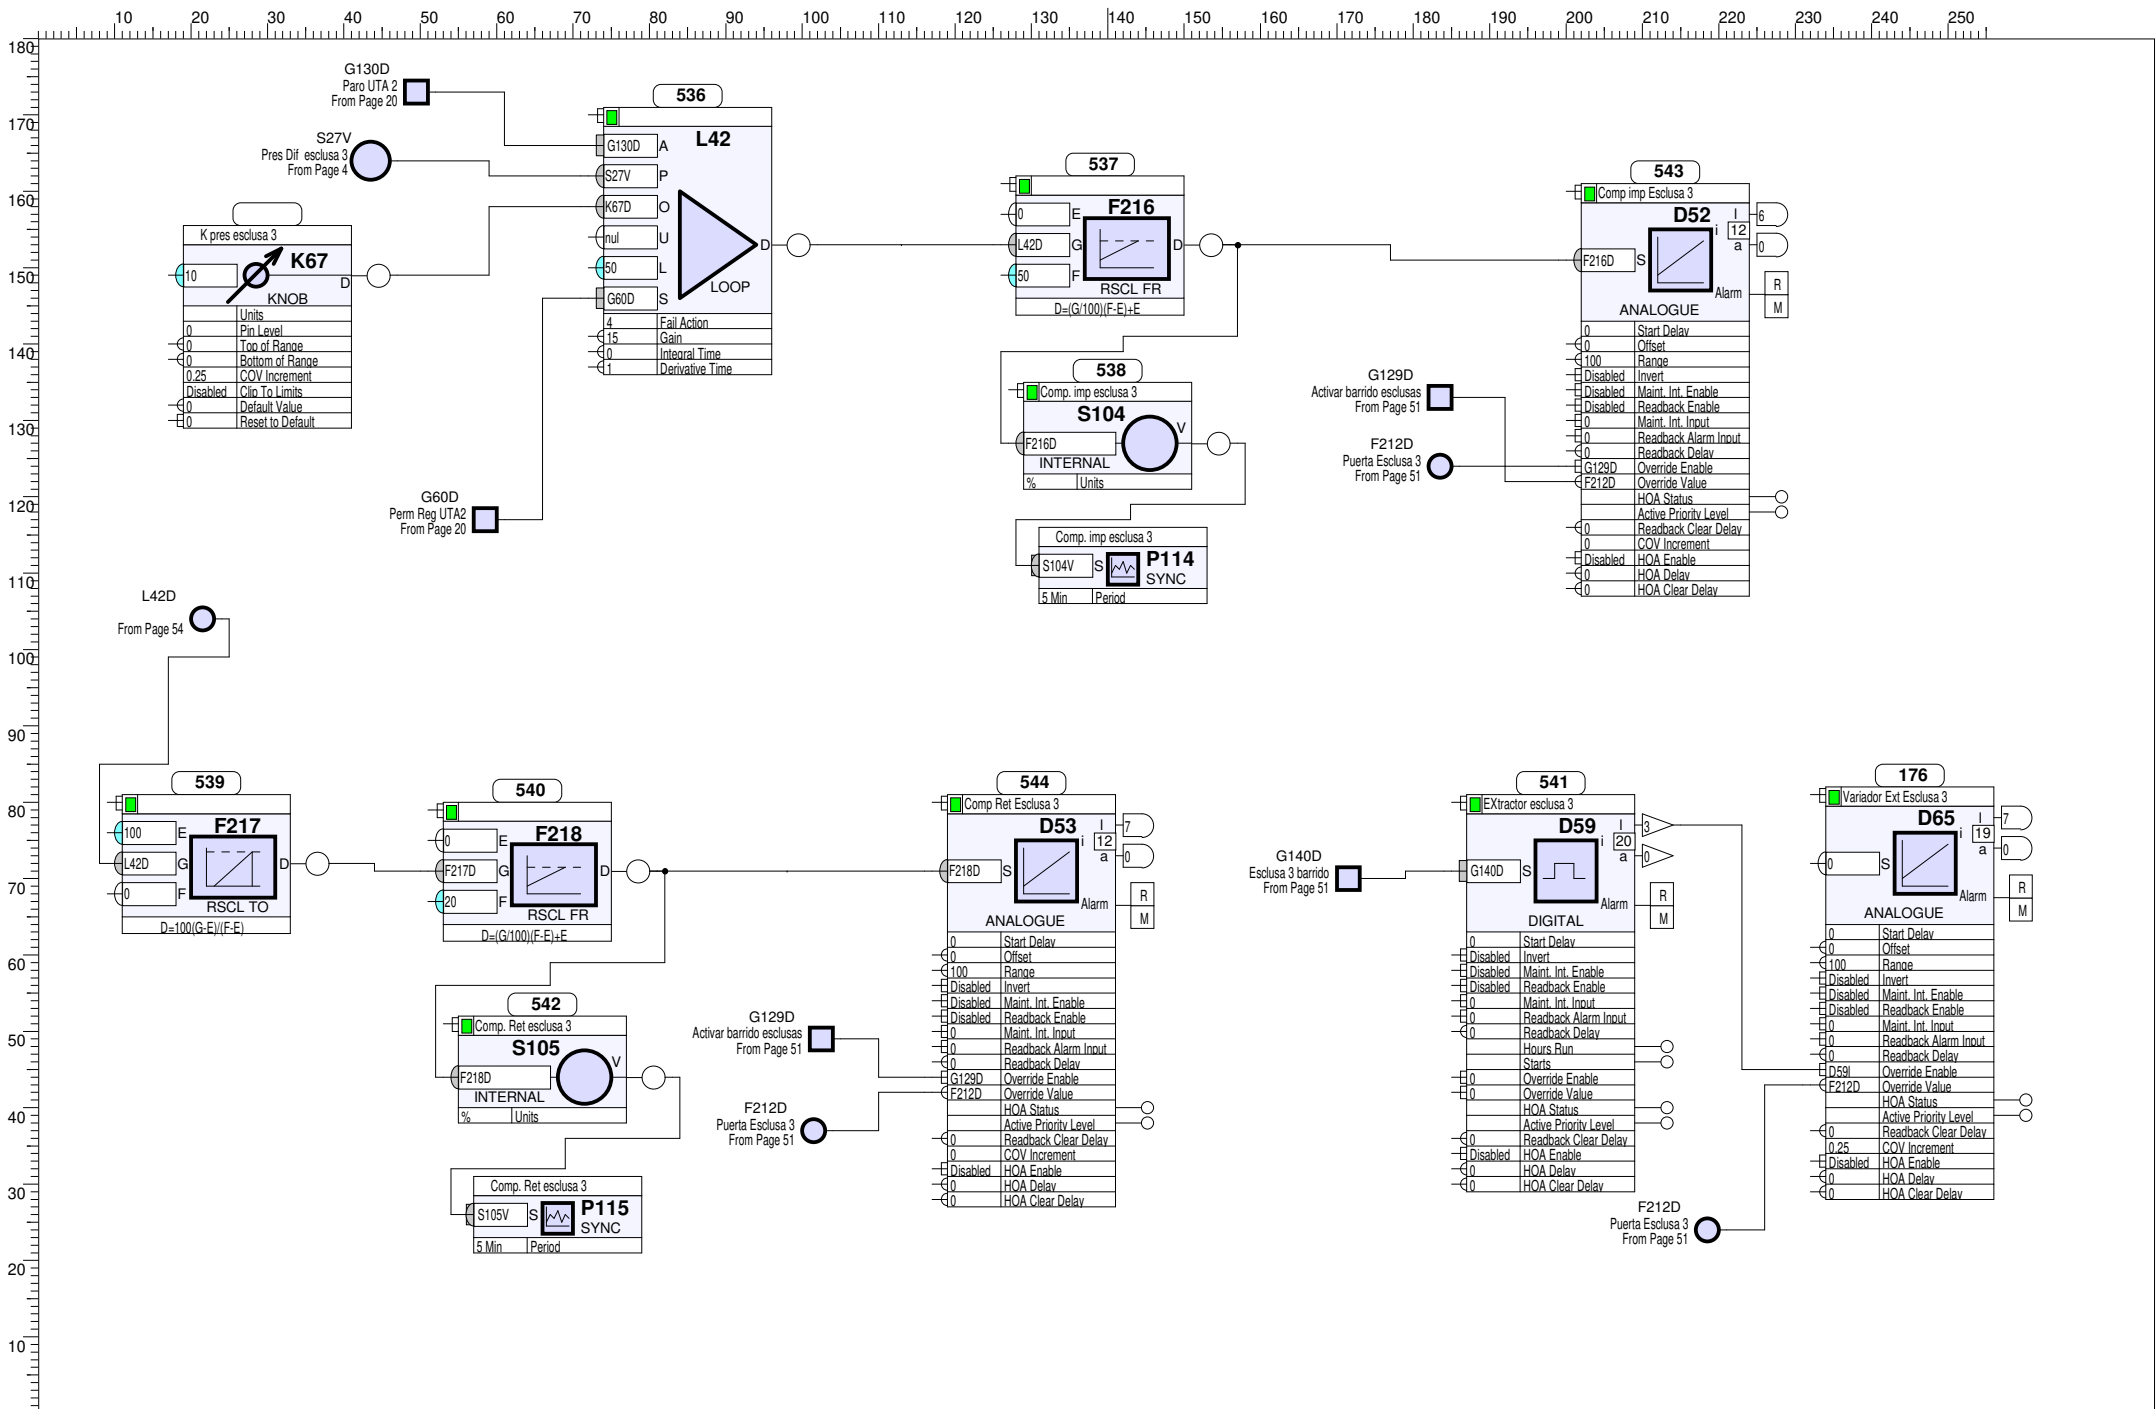 10 20 30 40 50 60 70 80 90 100 110 120 130 140 150 160 170 180 190 200 210 220 230 240 250
180
170
160
150
140
130
120
110
100
90
80
70
60
50
40
30
20
10
G130D
Paro UTA 2
From Page 20
S27V
Pres Dif esclusa 3
From Page 4
K pres esclusa 3
K67
10
D
KNOB
Units
0 Pin Level
0 Top of Range
0 Bottom of Range
0.25 COV Increment
Disabled Clip To Limits
0 Default Value
0 Reset to Default
G60D
Perm Reg UTA2
From Page 20
536
L42
G130D A
S27V P
K67D O
nul U
50 L
G60D S
D
LOOP
4 Fail Action
15 Gain
0 Integral Time
1 Derivative Time
537
F216
0 E
L42D G
50 F
D
RSCL FR
D=(G/100)(F-E)+E
538
Comp. imp esclusa 3
S104
F216D
V
INTERNAL
% Units
Comp. imp esclusa 3
P114
S104V S
SYNC
5 Min Period
G129D
Activar barrido esclusas
From Page 51
F212D
Puerta Esclusa 3
From Page 51
543
Comp imp Esclusa 3
D52
I 6
i 12
a 0
F216D S
Alarm
R
M
ANALOGUE
0 Start Delay
0 Offset
100 Range
Disabled Invert
Disabled Maint. Int. Enable
Disabled Readback Enable
0 Maint. Int. Input
0 Readback Alarm Input
0 Readback Delay
G129D Override Enable
F212D Override Value
HOA Status
Active Priority Level
0 Readback Clear Delay
0 COV Increment
Disabled HOA Enable
0 HOA Delay
0 HOA Clear Delay
L42D
From Page 54
539
F217
100 E
L42D G
0 F
D
RSCL TO
D=100(G-E)/(F-E)
540
F218
0 E
F217D G
20 F
D
RSCL FR
D=(G/100)(F-E)+E
542
Comp. Ret esclusa 3
S105
F218D
V
INTERNAL
% Units
Comp. Ret esclusa 3
P115
S105V S
SYNC
5 Min Period
G129D
Activar barrido esclusas
From Page 51
F212D
Puerta Esclusa 3
From Page 51
544
Comp Ret Esclusa 3
D53
I 7
i 12
a 0
F218D S
Alarm
R
M
ANALOGUE
0 Start Delay
0 Offset
100 Range
Disabled Invert
Disabled Maint. Int. Enable
Disabled Readback Enable
0 Maint. Int. Input
0 Readback Alarm Input
0 Readback Delay
G129D Override Enable
F212D Override Value
HOA Status
Active Priority Level
0 Readback Clear Delay
0 COV Increment
Disabled HOA Enable
0 HOA Delay
0 HOA Clear Delay
G140D
Esclusa 3 barrido
From Page 51
541
EXtractor esclusa 3
D59
I 3
i 20
a 0
G140D S
Alarm
R
M
DIGITAL
0 Start Delay
Disabled Invert
Disabled Maint. Int. Enable
Disabled Readback Enable
0 Maint. Int. Input
0 Readback Alarm Input
0 Readback Delay
Hours Run
Starts
0 Override Enable
0 Override Value
HOA Status
Active Priority Level
0 Readback Clear Delay
Disabled HOA Enable
0 HOA Delay
0 HOA Clear Delay
F212D
Puerta Esclusa 3
From Page 51
176
Variador Ext Esclusa 3
D65
I 7
i 19
a 0
0 S
Alarm
R
M
ANALOGUE
0 Start Delay
0 Offset
100 Range
Disabled Invert
Disabled Maint. Int. Enable
Disabled Readback Enable
0 Maint. Int. Input
0 Readback Alarm Input
0 Readback Delay
D59I Override Enable
F212D Override Value
HOA Status
Active Priority Level
0 Readback Clear Delay
0.25 COV Increment
Disabled HOA Enable
0 HOA Delay
0 HOA Clear Delay